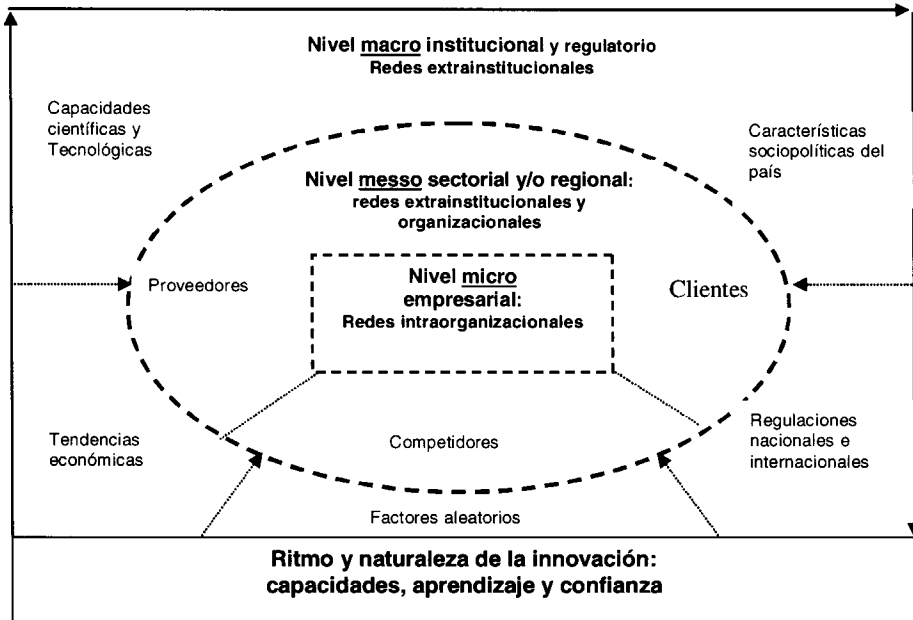 Nivel macro institucional y regulatorio
Redes extrainstitucionales
Capacidades
científicas y
Tecnológicas
Características
sociopolíticas del
país
Nivel messo sectorial y/o regional:
redes extrainstitucionales y
organizacionales
Proveedores
Nivel micro
empresarial:
Redes intraorganizacionales
Clientes
Tendencias
económicas
Competidores
Regulaciones
nacionales e
internacionales
Factores aleatorios
Ritmo y naturaleza de la innovación:
capacidades, aprendizaje y confianza